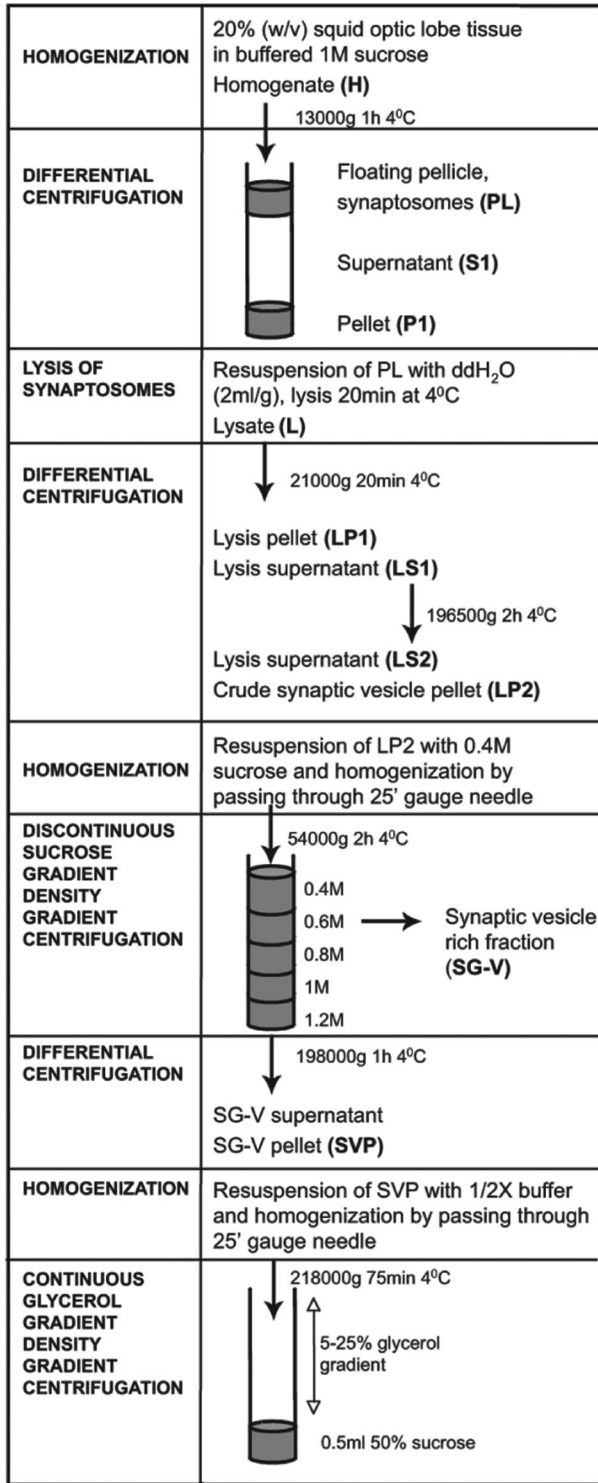 HOMOGENIZATION
20% (w/v) squid optic lobe tissue
in buffered 1M sucrose
Homogenate (H)
13000g 1h 4⁰C
DIFFERENTIAL
CENTRIFUGATION
Floating pellicle,
synaptosomes (PL)
Supernatant (S1)
Pellet (P1)
LYSIS OF
SYNAPTOSOMES
Resuspension of PL with ddH₂O
(2ml/g), lysis 20min at 4⁰C
Lysate (L)
DIFFERENTIAL
CENTRIFUGATION
21000g 20min 4⁰C
Lysis pellet (LP1)
Lysis supernatant (LS1)
196500g 2h 4⁰C
Lysis supernatant (LS2)
Crude synaptic vesicle pellet (LP2)
HOMOGENIZATION
Resuspension of LP2 with 0.4M
sucrose and homogenization by
passing through 25' gauge needle
DISCONTINUOUS
SUCROSE
GRADIENT
DENSITY
GRADIENT
CENTRIFUGATION
54000g 2h 4⁰C
0.4M
0.6M
0.8M
1M
1.2M
Synaptic vesicle
rich fraction
(SG-V)
DIFFERENTIAL
CENTRIFUGATION
198000g 1h 4⁰C
SG-V supernatant
SG-V pellet (SVP)
HOMOGENIZATION
Resuspension of SVP with 1/2X buffer
and homogenization by passing through
25' gauge needle
CONTINUOUS
GLYCEROL
GRADIENT
DENSITY
GRADIENT
CENTRIFUGATION
218000g 75min 4⁰C
5-25% glycerol
gradient
0.5ml 50% sucrose